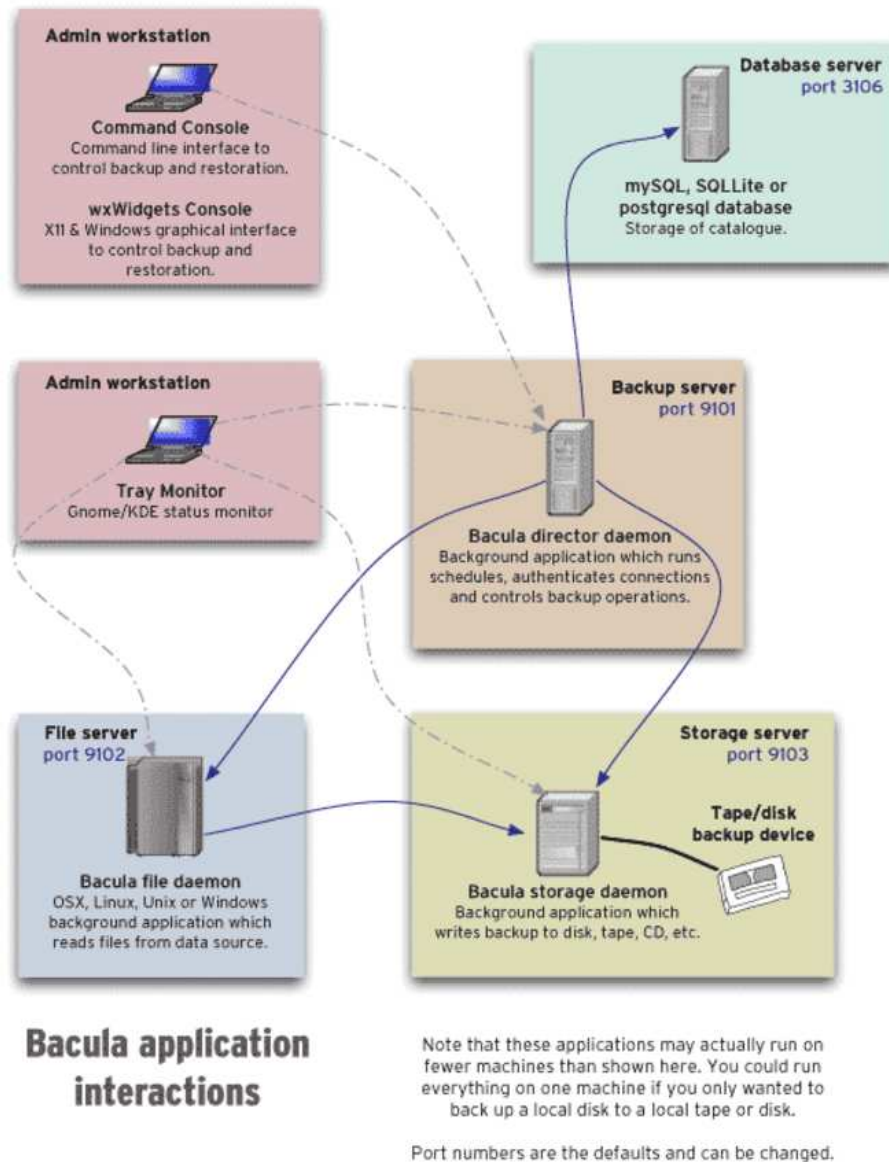 Admin workstation
Command Console
Command line interface to
control backup and restoration.
wxWidgets Console
X11 & Windows graphical interface
to control backup and
restoration.
Database server
port 3106
mySQL, SQLLite or
postgresql database
Storage of catalogue.
Admin workstation
Tray Monitor
Gnome/KDE status monitor
Backup server
port 9101
Bacula director daemon
Background application which runs
schedules, authenticates connections
and controls backup operations.
File server
port 9102
Bacula file daemon
OSX, Linux, Unix or Windows
background application which
reads files from data source.
Storage server
port 9103
Tape/disk
backup device
Bacula storage daemon
Background application which
writes backup to disk, tape, CD, etc.
Bacula application
interactions
Note that these applications may actually run on
fewer machines than shown here. You could run
everything on one machine if you only wanted to
back up a local disk to a local tape or disk.
Port numbers are the defaults and can be changed.